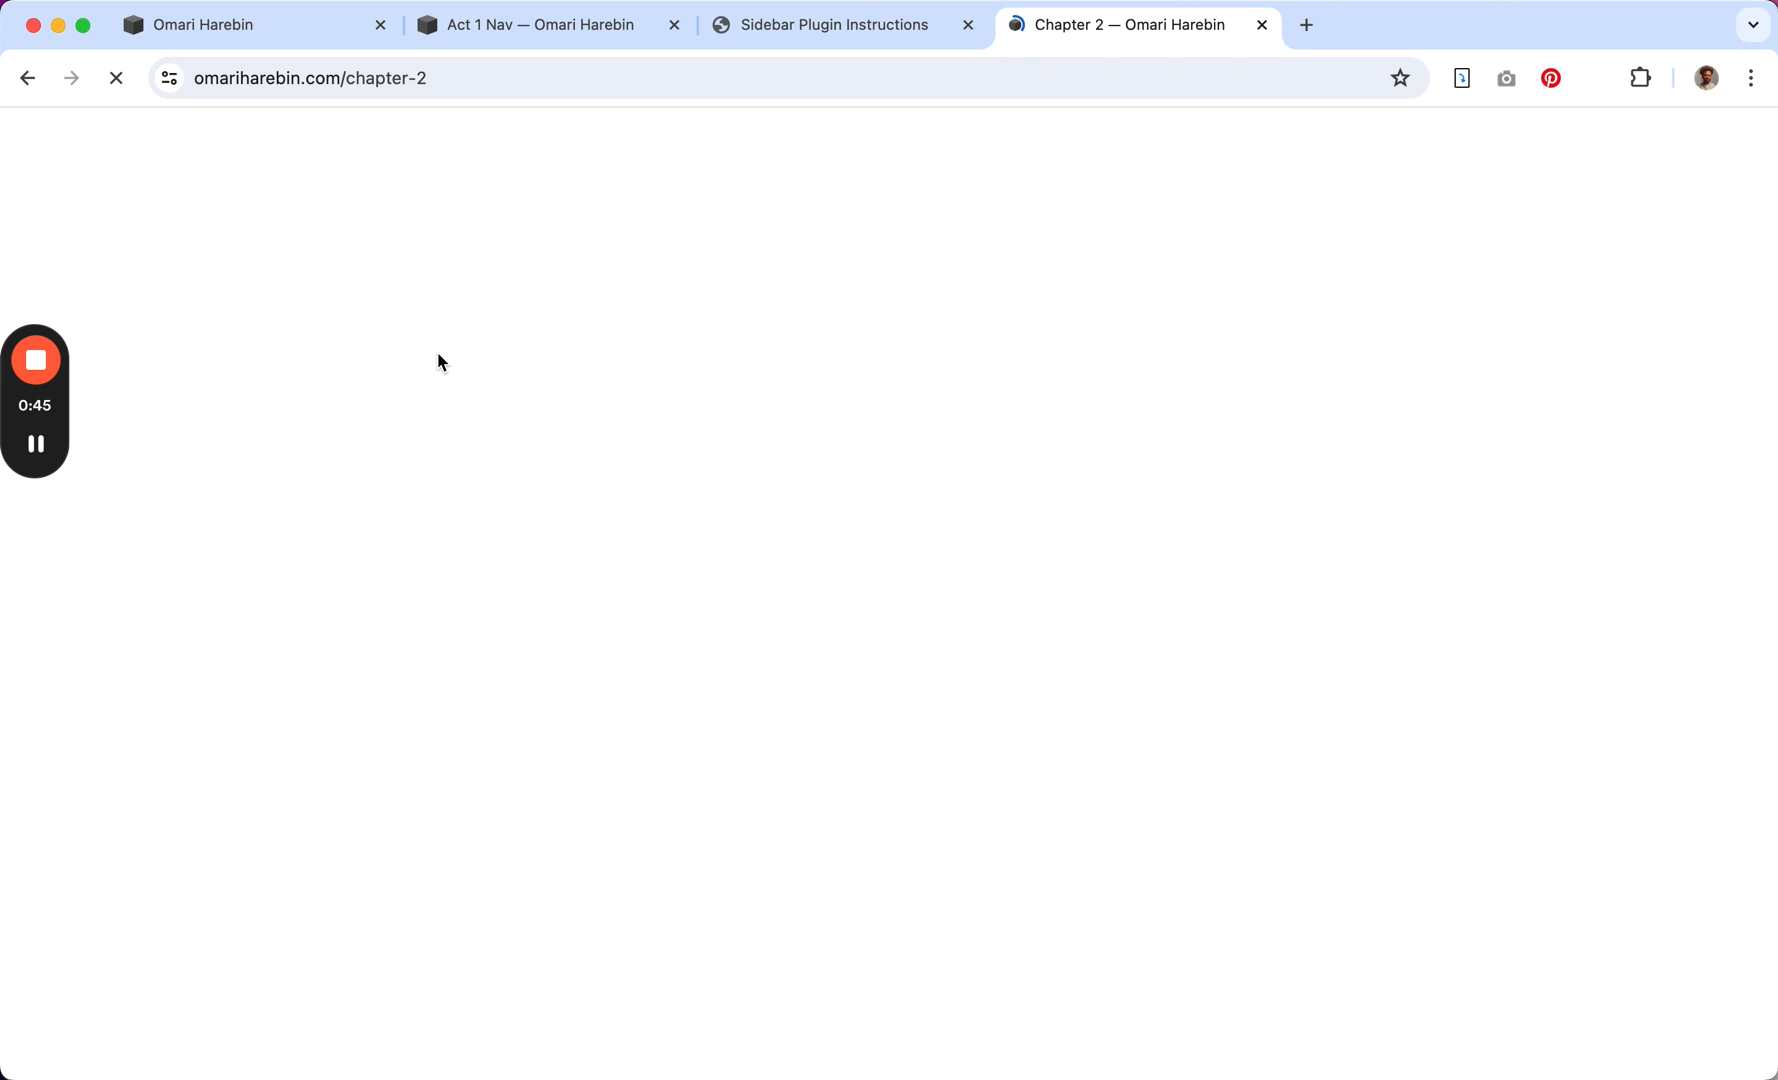 Omari Harebin
Act 1 Nav — Omari Harebin
Sidebar Plugin Instructions
Chapter 2 — Omari Harebin
omariharebin.com/chapter-2
0:45